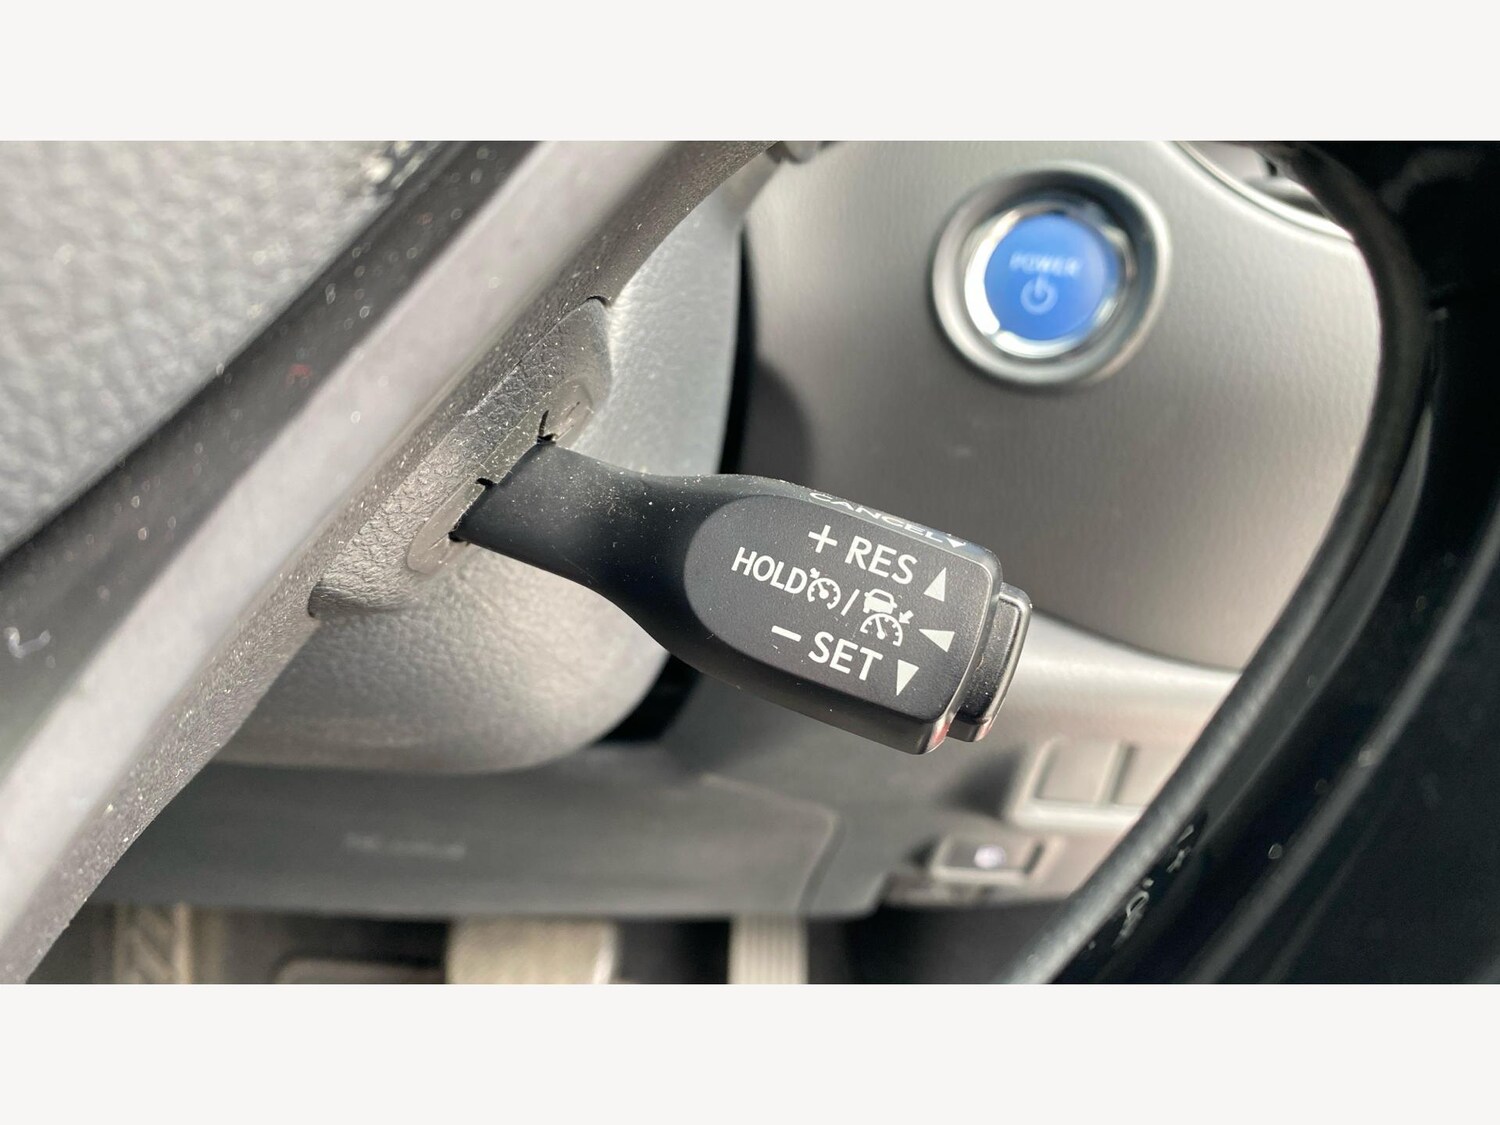 POWER
CANCEL
+ RES
HOLD /
− SET